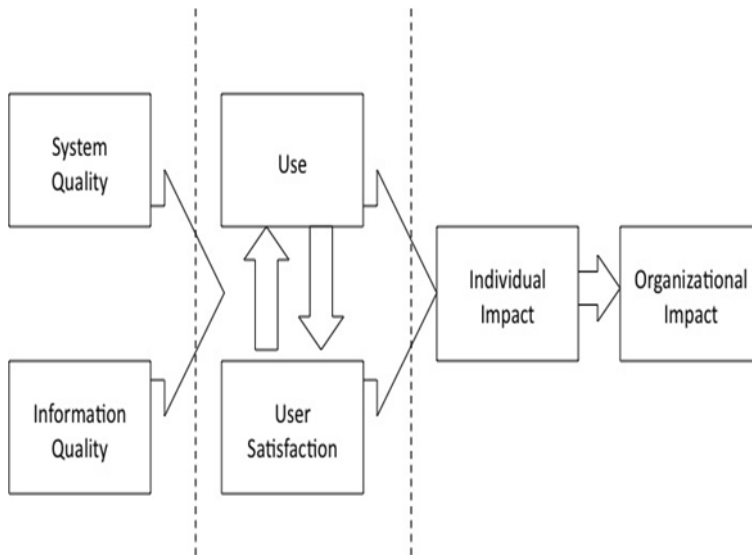 System
Quality
Use
Individual
Impact
Organizational
Impact
Information
Quality
User
Satisfaction